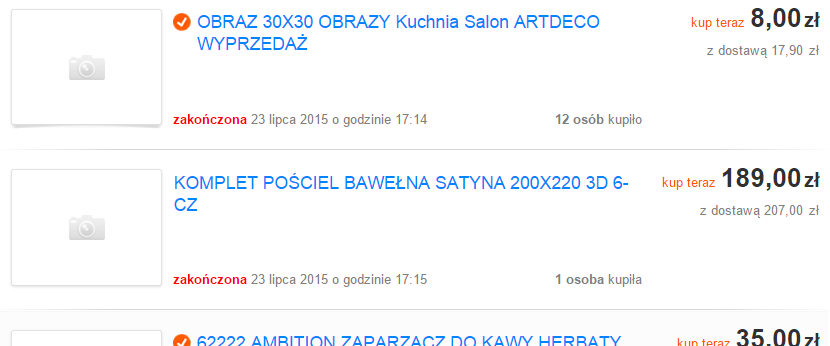 OBRAZ 30X30 OBRAZY Kuchnia Salon ARTDECO
WYPRZEDAŻ
kup teraz 8,00 zł
z dostawą 17,90 zł
zakończona 23 lipca 2015 o godzinie 17:14
12 osób kupiło
KOMPLET POŚCIEL BAWEŁNA SATYNA 200X220 3D 6-
CZ
kup teraz 189,00 zł
z dostawą 207,00 zł
zakończona 23 lipca 2015 o godzinie 17:15
1 osoba kupiła
62222 AMBITION ZAPARZACZ DO KAWY HERBATY
kup teraz 35,00 zł